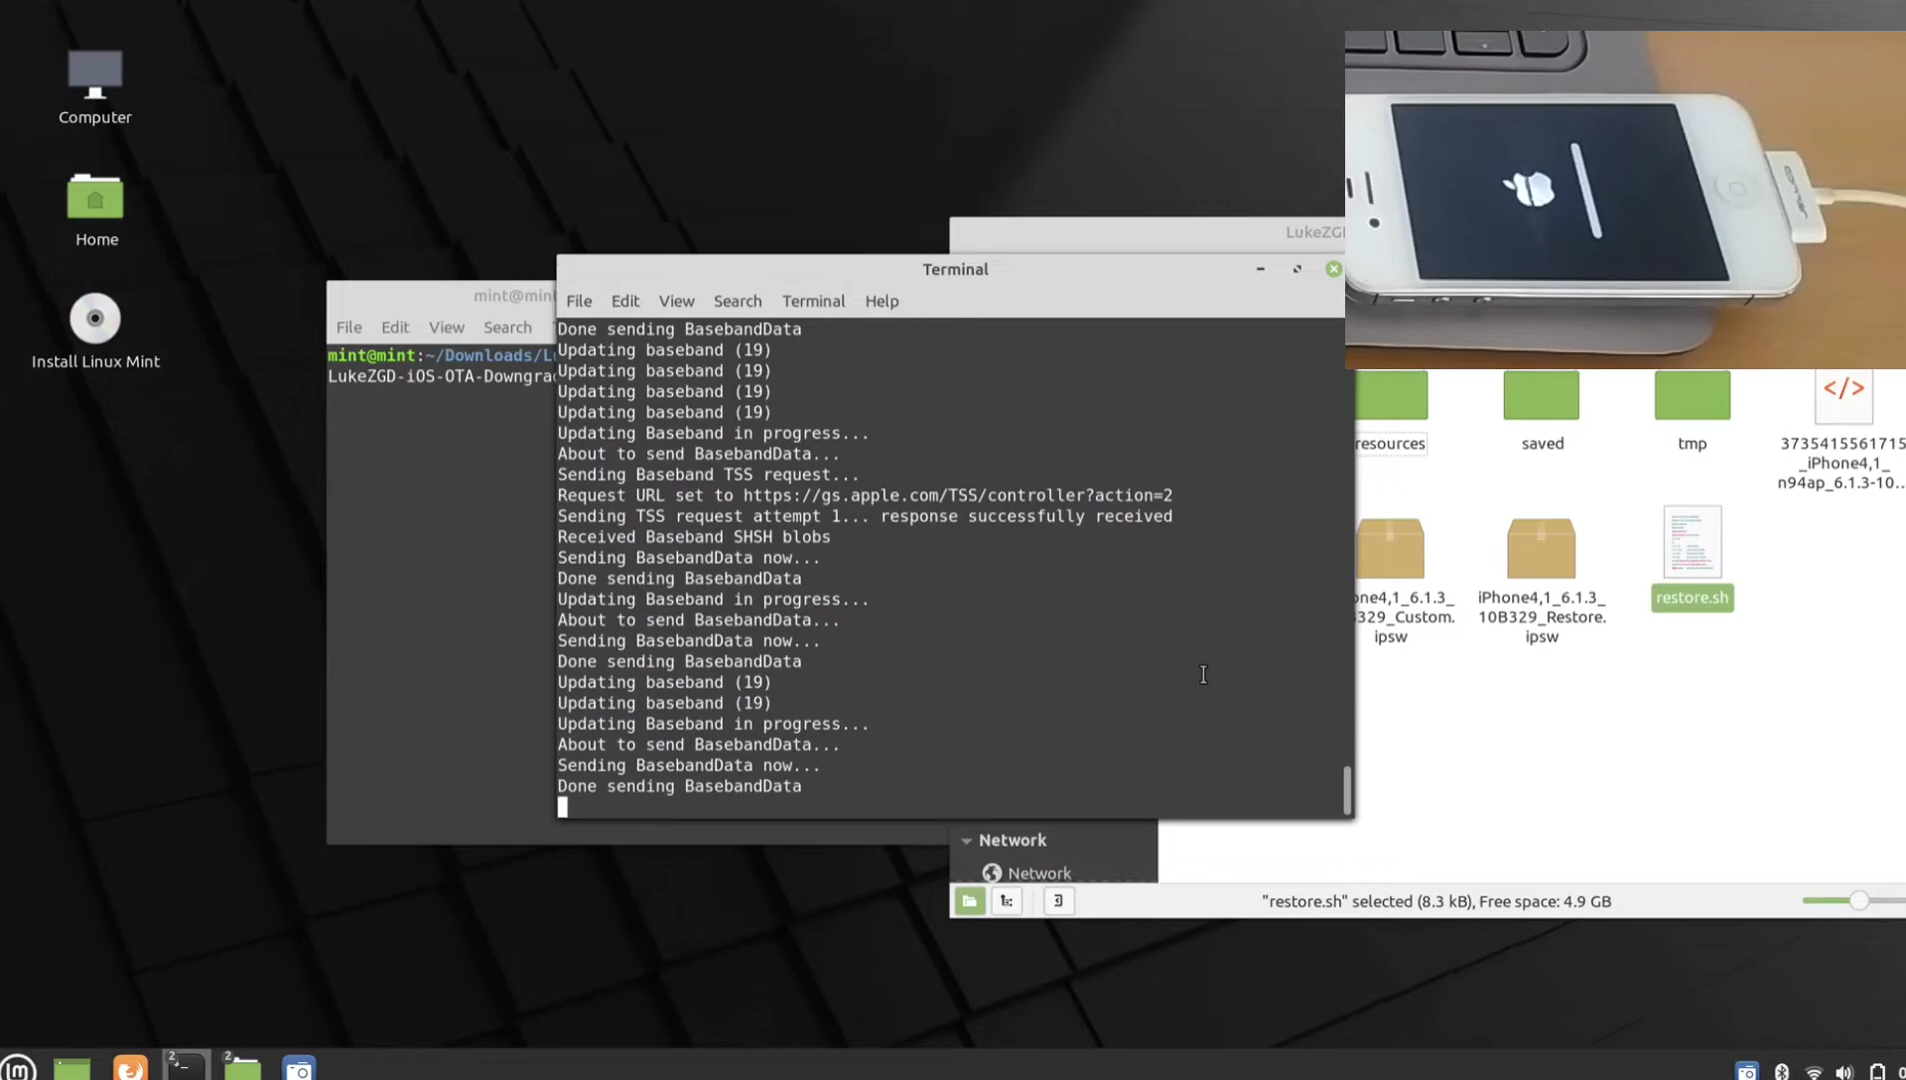 Computer
Home
Install Linux Mint
mint@mint
File Edit View Search
mint@mint:~/Downloads/L
LukeZGD-iOS-OTA-Downgra
LukeZG
Terminal
File Edit View Search Terminal Help
Done sending BasebandData
Updating baseband (19)
Updating baseband (19)
Updating baseband (19)
Updating baseband (19)
Updating Baseband in progress...
About to send BasebandData...
Sending Baseband TSS request...
Request URL set to https://gs.apple.com/TSS/controller?action=2
Sending TSS request attempt 1... response successfully received
Received Baseband SHSH blobs
Sending BasebandData now...
Done sending BasebandData
Updating Baseband in progress...
About to send BasebandData...
Sending BasebandData now...
Done sending BasebandData
Updating baseband (19)
Updating baseband (19)
Updating Baseband in progress...
About to send BasebandData...
Sending BasebandData now...
Done sending BasebandData
resources
saved
tmp
3735415561715
_iPhone4,1_
n94ap_6.1.3-10...
one4,1_6.1.3_
329_Custom.
ipsw
iPhone4,1_6.1.3_
10B329_Restore.
ipsw
restore.sh
Network
Network
"restore.sh" selected (8.3 kB), Free space: 4.9 GB
2
2